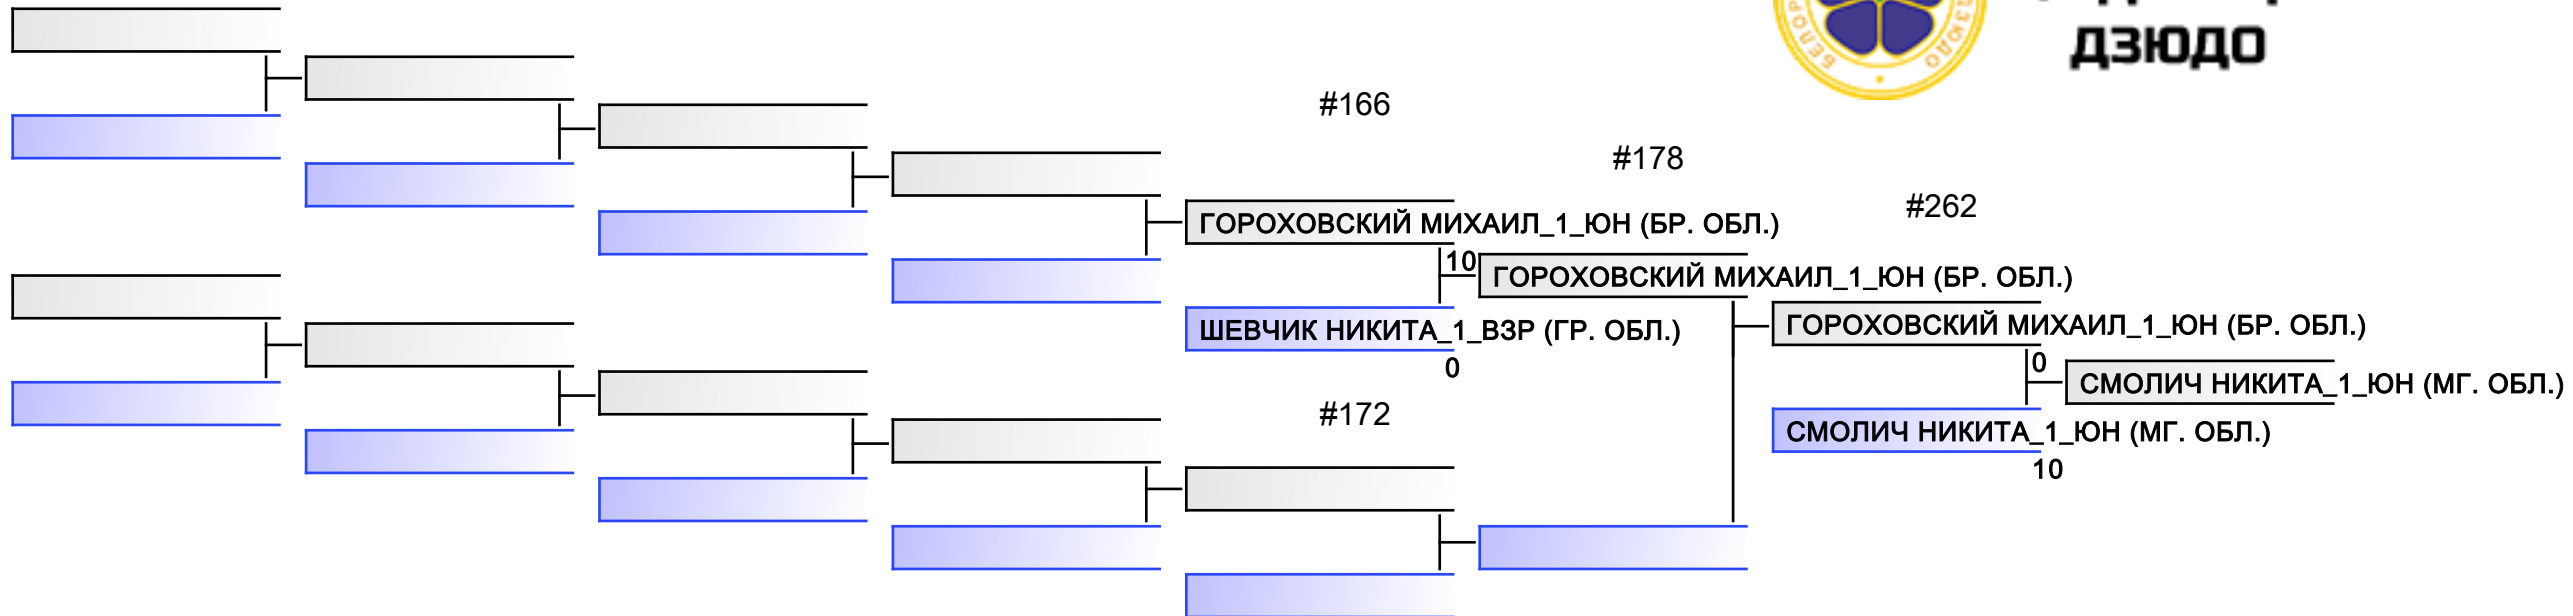 ДЗЮДО
#166
#178
#262
ГОРОХОВСКИЙ МИХАИЛ_1_ЮН (БР. ОБЛ.)
10
ГОРОХОВСКИЙ МИХАИЛ_1_ЮН (БР. ОБЛ.)
ШЕВЧИК НИКИТА_1_ВЗР (ГР. ОБЛ.)
0
ГОРОХОВСКИЙ МИХАИЛ_1_ЮН (БР. ОБЛ.)
0
СМОЛИЧ НИКИТА_1_ЮН (МГ. ОБЛ.)
#172
СМОЛИЧ НИКИТА_1_ЮН (МГ. ОБЛ.)
10